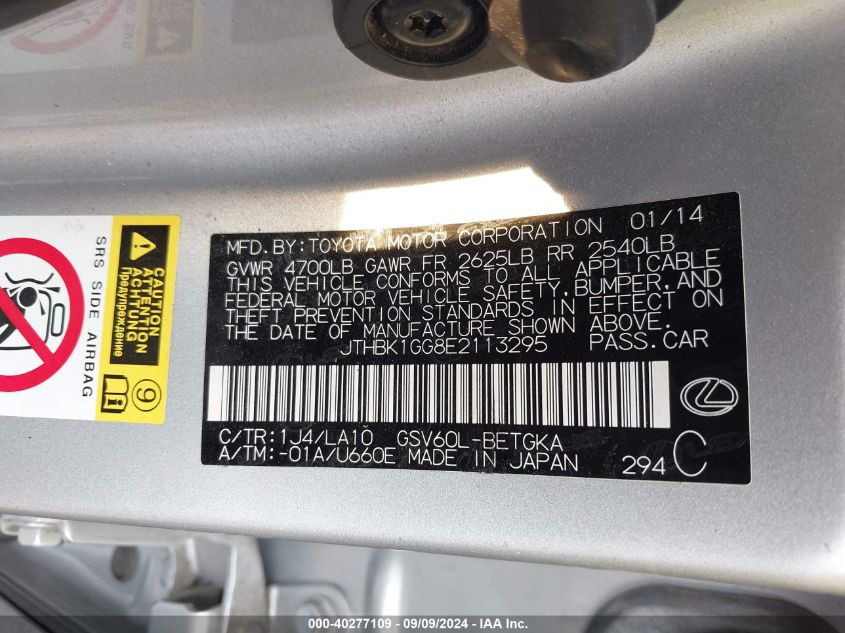 MFD. BY: TOYOTA MOTOR CORPORATION 01/14
GVWR 4700LB GAWR FR 2625LB RR 2540LB
THIS VEHICLE CONFORMS TO ALL APPLICABLE
FEDERAL MOTOR VEHICLE SAFETY, BUMPER, AND
THEFT PREVENTION STANDARDS IN EFFECT ON
THE DATE OF MANUFACTURE SHOWN ABOVE.
JTHBK1GG8E2113295 PASS.CAR
C/TR: 1J4/LA10 GSV60L-BETGKA
A/TM: -01A/U660E MADE IN JAPAN 294 C
SRS SIDE AIRBAG
CAUTION
ATTENTION
ACHTUNG
Предупреждение
9
000-40277109 - 09/09/2024 - IAA Inc.